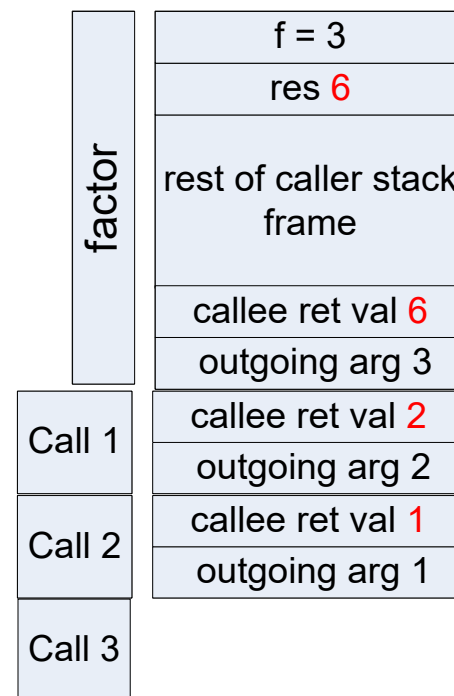 factor
f = 3
res 6
rest of caller stack
frame
callee ret val 6
outgoing arg 3
Call 1
callee ret val 2
outgoing arg 2
Call 2
callee ret val 1
outgoing arg 1
Call 3